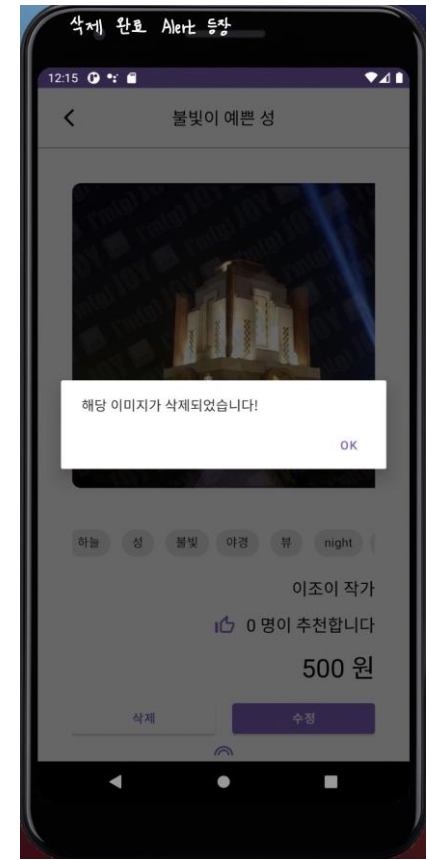 삭제 완료 Alert 등장
12:15
불빛이 예쁜 성
I'm(g) JOY
해당 이미지가 삭제되었습니다!
OK
하늘 성 불빛 야경 뷰 night
이조이 작가
0 명이 추천합니다
500 원
삭제 수정